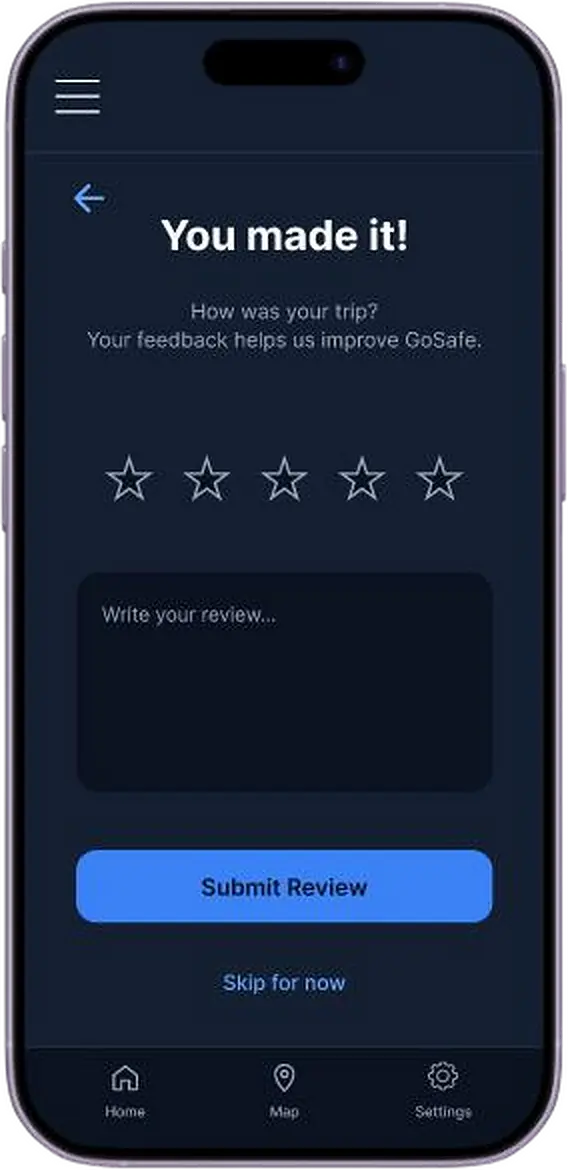 You made it!
How was your trip?
Your feedback helps us improve GoSafe.
Write your review...
Submit Review
Skip for now
Home
Map
Settings